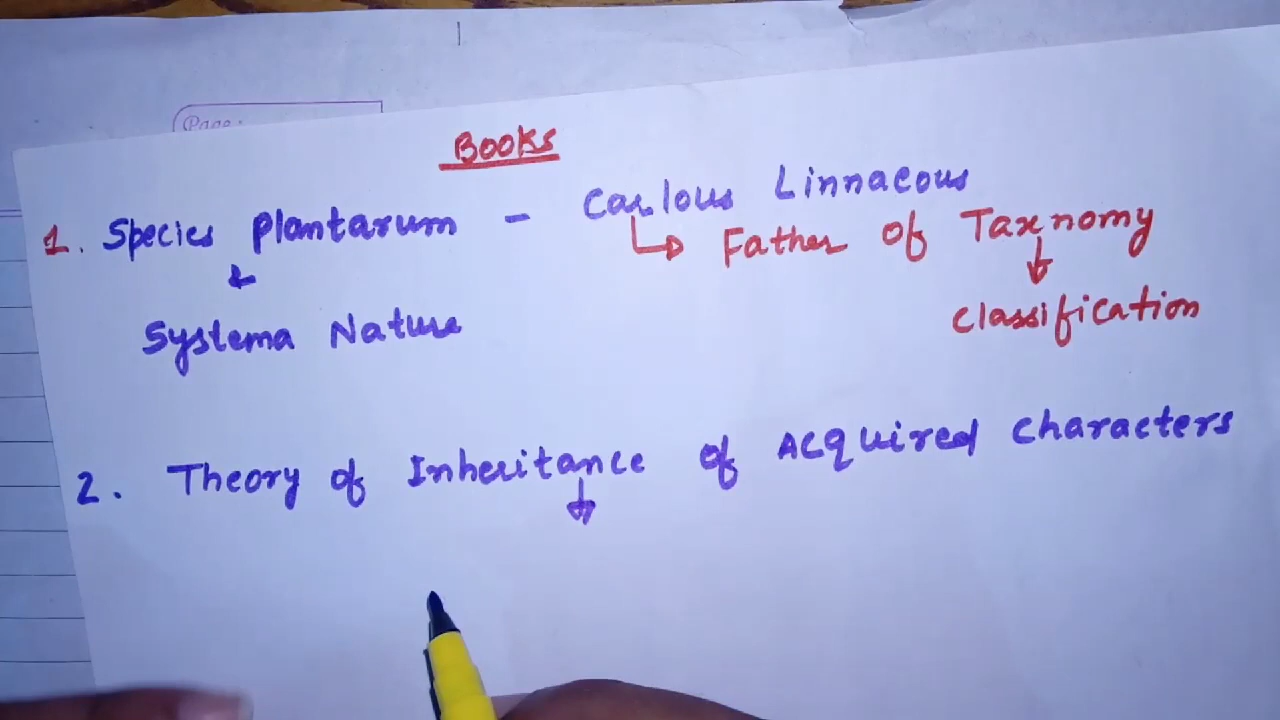 Page:
BOOKS
1. Species Plantarum - Carlous Linnaeous
Father of Taxnomy
&
Classification
Systema Nature
2. Theory of Inheritance of Acquired characters